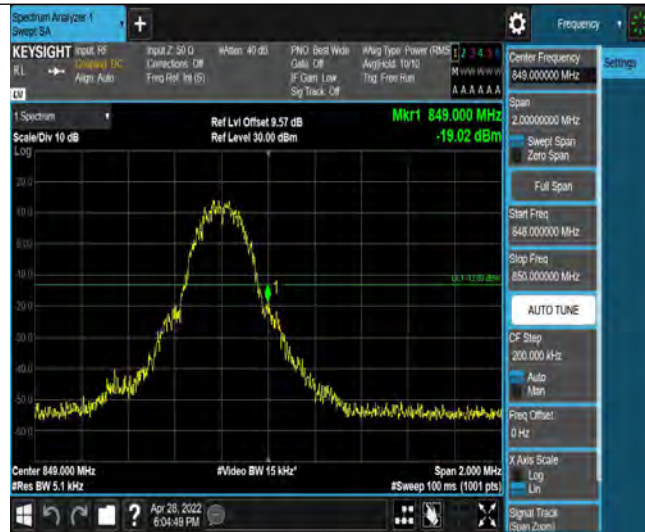 Spectrum Analyzer 1
Swept SA
+
Frequency
KEYSIGHT
Input: RF
Coupling: DC
Align: Auto
RL
LV
Input Z: 50 Ω
Corrections: Off
Freq Ref: Int (S)
#Atten: 40 dB
PNO: Best Wide
Gate: Off
IF Gain: Low
Sig Track: Off
#Avg Type: Power (RMS
Avg|Hold: 10/10
Trig: Free Run
1 2 3 4 5 6
M W W W W W
A A A A A A
1 Spectrum
Scale/Div 10 dB
Log
Ref Lvl Offset 9.57 dB
Ref Level 30.00 dBm
Mkr1 849.000 MHz
-19.02 dBm
20.0
10.0
0.00
-10.0
-20.0
-30.0
-40.0
-50.0
-60.0
1
Center 849.000 MHz
#Res BW 5.1 kHz
#Video BW 15 kHz*
Span 2.000 MHz
#Sweep 100 ms (1001 pts)
Center Frequency
849.000000 MHz
Settings
Span
2.00000000 MHz
Swept Span
Zero Span
Full Span
Start Freq
848.000000 MHz
Stop Freq
850.000000 MHz
AUTO TUNE
CF Step
200.000 kHz
Auto
Man
Freq Offset
0 Hz
X Axis Scale
Log
Lin
Signal Track
(Span Zoom)
?
Apr 28, 2022
6:04:49 PM